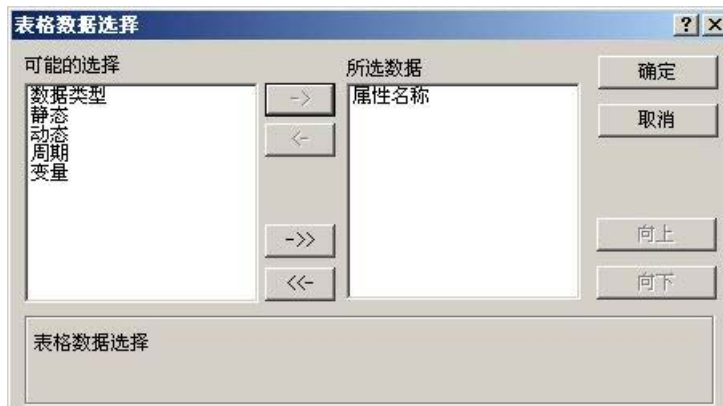 表格数据选择
可能的选择
所选数据
确定
数据类型
静态
动态
周期
变量
->
属性名称
<-
取消
->>
向上
<<-
向下
表格数据选择